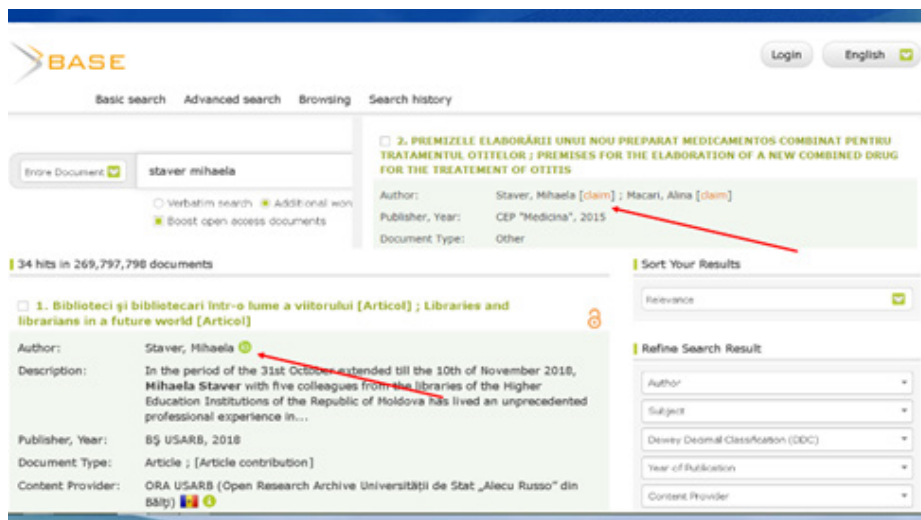 BASE
Login
English
Basic search Advanced search Browsing Search history
Entire Document
staver mihaela
Verbatim search Additional wor
Boost open access documents
2. PREMIZELE ELABORĂRII UNUI NOU PREPARAT MEDICAMENTOS COMBINAT PENTRU
TRATAMENTUL OTITELOR ; PREMISES FOR THE ELABORATION OF A NEW COMBINED DRUG
FOR THE TREATEMENT OF OTITIS
Author: Staver, Mihaela [claim] ; Macari, Alina [claim]
Publisher, Year: CEP "Medicina", 2015
Document Type: Other
34 hits in 269,797,798 documents
1. Biblioteci şi bibliotecari într-o lume a viitorului [Articol] ; Libraries and
librarians in a future world [Articol]
Author: Staver, Mihaela
Description: In the period of the 31st October extended till the 10th of November 2018,
Mihaela Staver with five colleagues from the libraries of the Higher
Education Institutions of the Republic of Moldova has lived an unprecedented
professional experience in...
Publisher, Year: BŞ USARB, 2018
Document Type: Article ; [Article contribution]
Content Provider: ORA USARB (Open Research Archive Universităţii de Stat „Alecu Russo" din
Bălţi)
Sort Your Results
Relevance
Refine Search Result
Author
Subject
Dewey Decimal Classification (DDC)
Year of Publication
Content Provider